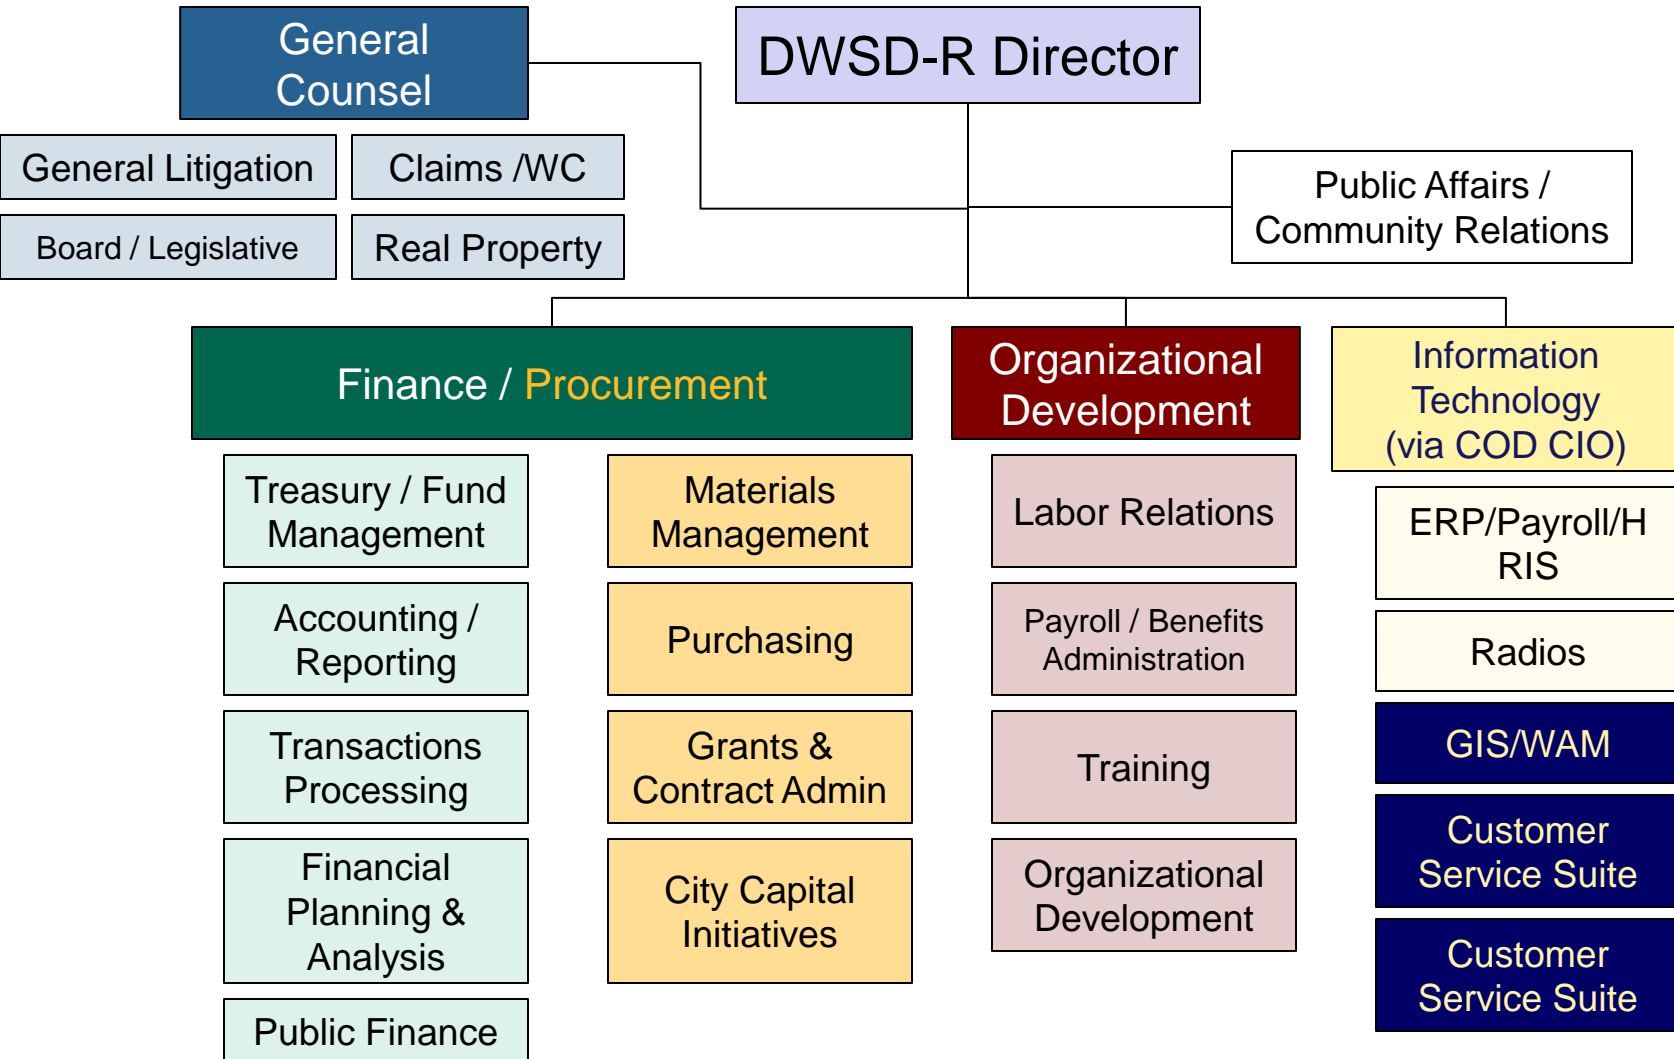 General
Counsel
DWSD-R Director
General Litigation
Claims /WC
Board / Legislative
Real Property
Public Affairs /
Community Relations
Finance / Procurement
Organizational
Development
Information
Technology
(via COD CIO)
Treasury / Fund
Management
Accounting /
Reporting
Transactions
Processing
Financial
Planning &
Analysis
Public Finance
Materials
Management
Purchasing
Grants &
Contract Admin
City Capital
Initiatives
Labor Relations
Payroll / Benefits
Administration
Training
Organizational
Development
ERP/Payroll/H
RIS
Radios
GIS/WAM
Customer
Service Suite
Customer
Service Suite